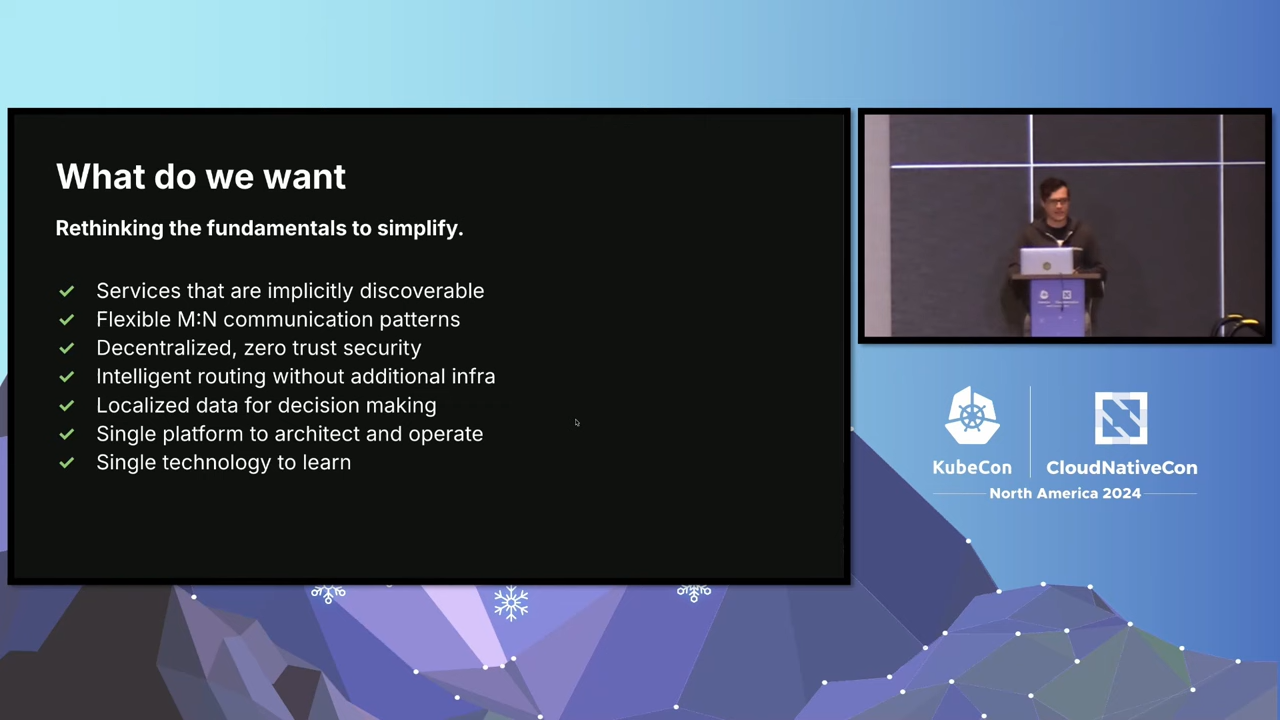 What do we want
Rethinking the fundamentals to simplify.
Services that are implicitly discoverable
Flexible M:N communication patterns
Decentralized, zero trust security
Intelligent routing without additional infra
Localized data for decision making
Single platform to architect and operate
Single technology to learn
KubeCon
CloudNativeCon
North America 2024